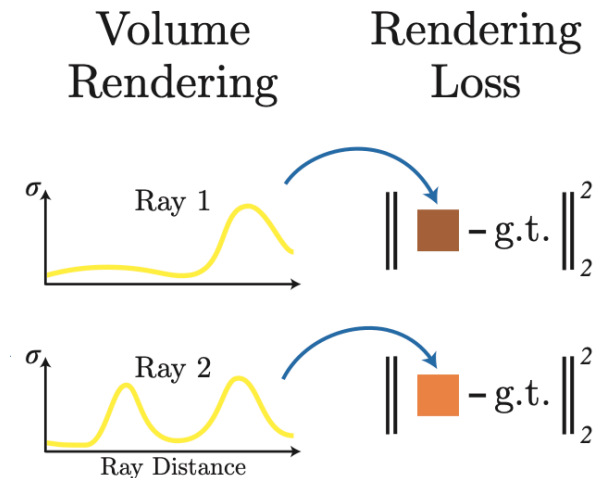 Volume
Rendering
Rendering
Loss
σ
Ray 1
‖ – g.t. ‖ 2 2
σ
Ray 2
‖ – g.t. ‖ 2 2
Ray Distance